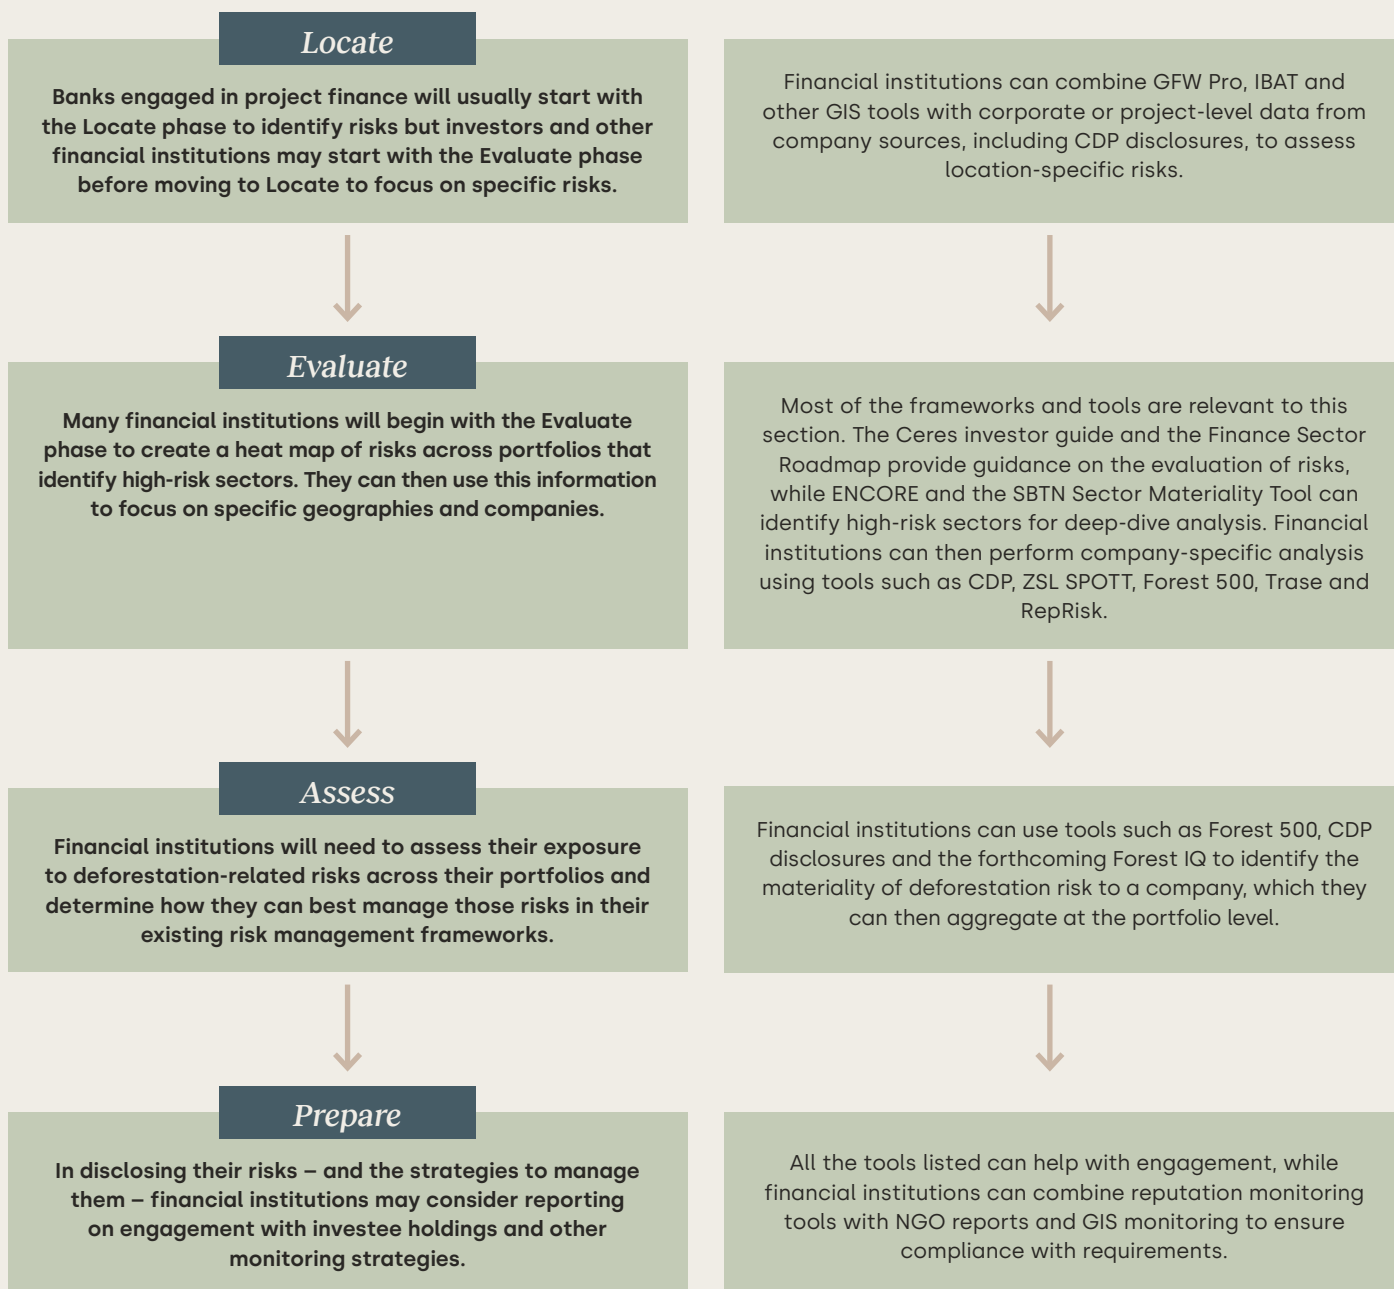 Locate
Banks engaged in project finance will usually start with
the Locate phase to identify risks but investors and other
financial institutions may start with the Evaluate phase
before moving to Locate to focus on specific risks.
Financial institutions can combine GFW Pro, IBAT and
other GIS tools with corporate or project-level data from
company sources, including CDP disclosures, to assess
location-specific risks.
Evaluate
Many financial institutions will begin with the Evaluate
phase to create a heat map of risks across portfolios that
identify high-risk sectors. They can then use this information
to focus on specific geographies and companies.
Most of the frameworks and tools are relevant to this
section. The Ceres investor guide and the Finance Sector
Roadmap provide guidance on the evaluation of risks,
while ENCORE and the SBTN Sector Materiality Tool can
identify high-risk sectors for deep-dive analysis. Financial
institutions can then perform company-specific analysis
using tools such as CDP, ZSL SPOTT, Forest 500, Trase and
RepRisk.
Assess
Financial institutions will need to assess their exposure
to deforestation-related risks across their portfolios and
determine how they can best manage those risks in their
existing risk management frameworks.
Financial institutions can use tools such as Forest 500, CDP
disclosures and the forthcoming Forest IQ to identify the
materiality of deforestation risk to a company, which they
can then aggregate at the portfolio level.
Prepare
In disclosing their risks – and the strategies to manage
them – financial institutions may consider reporting
on engagement with investee holdings and other
monitoring strategies.
All the tools listed can help with engagement, while
financial institutions can combine reputation monitoring
tools with NGO reports and GIS monitoring to ensure
compliance with requirements.